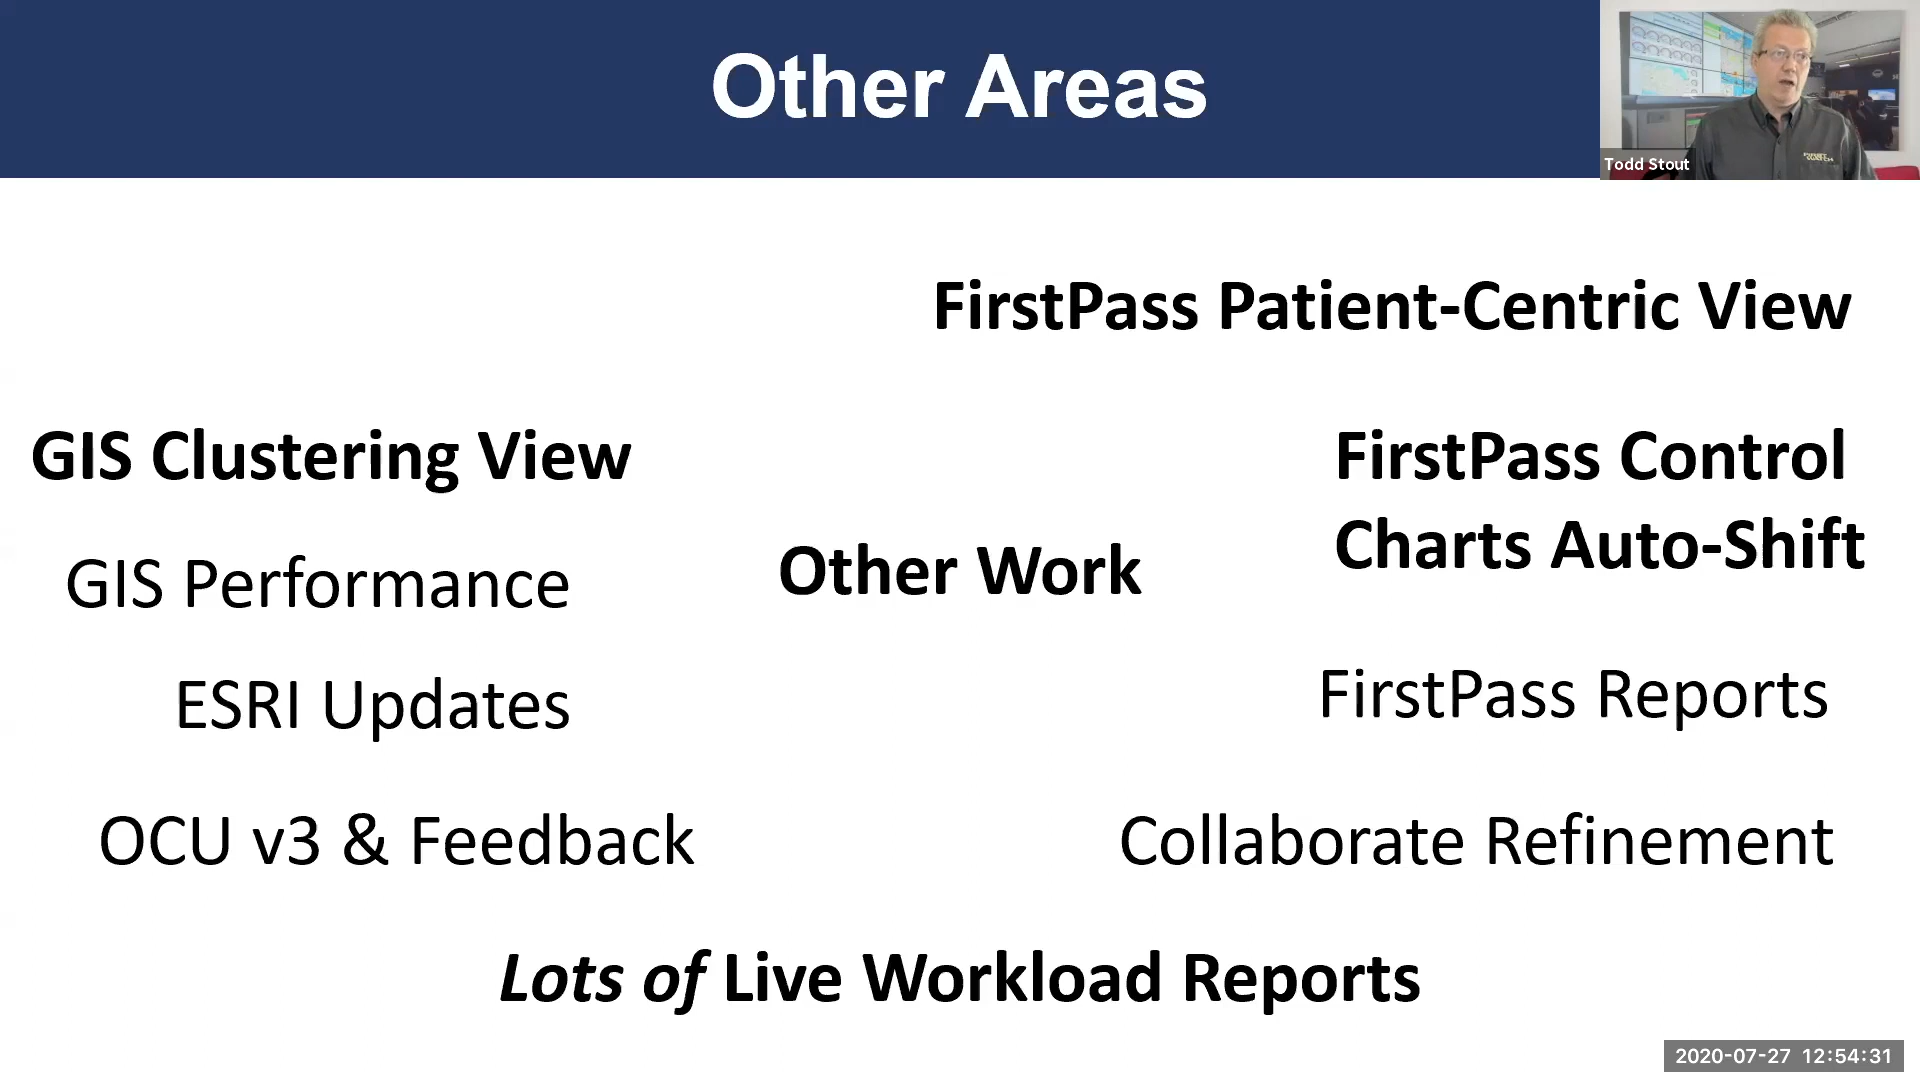 Other Areas
Todd Stout
FirstPass Patient-Centric View
GIS Clustering View
FirstPass Control
Charts Auto-Shift
GIS Performance
Other Work
ESRI Updates
FirstPass Reports
OCU v3 & Feedback
Collaborate Refinement
Lots of Live Workload Reports
2020-07-27 12:54:31